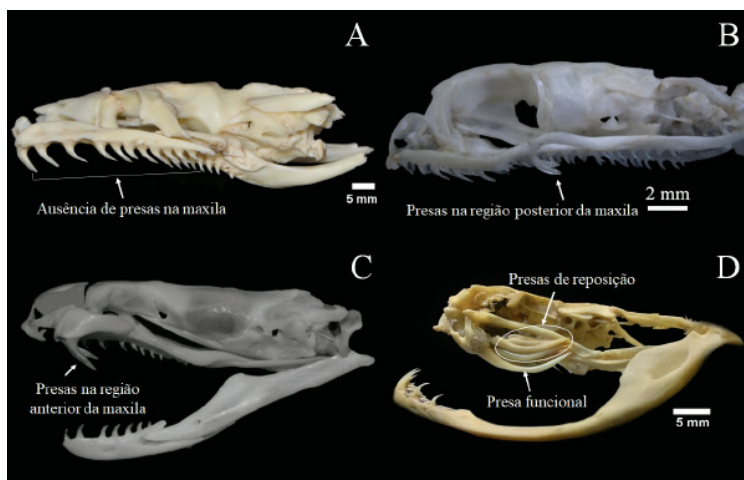 A
Ausência de presas na maxila
5 mm
B
Presas na região posterior da maxila
2 mm
C
Presas na região
anterior da maxila
D
Presas de reposição
Presa funcional
5 mm